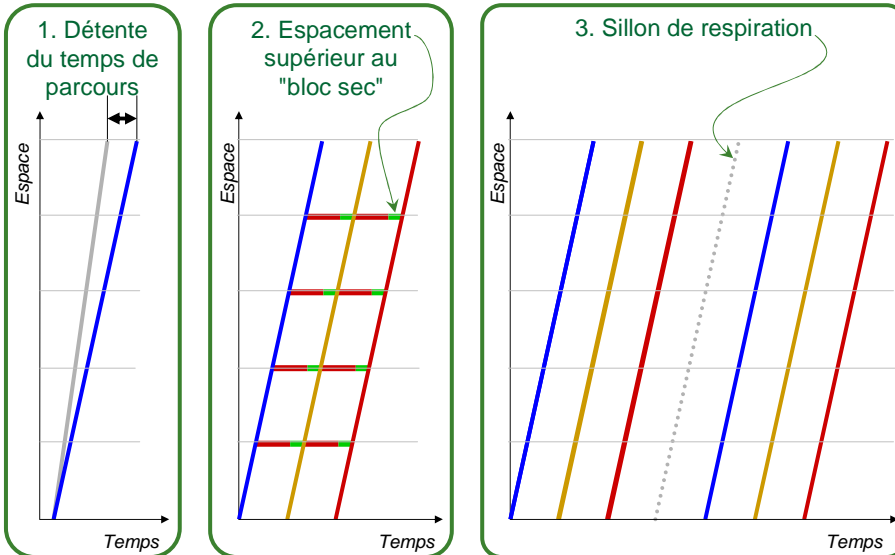 1. Détente
du temps de
parcours
Espace
Temps
2. Espacement
supérieur au
"bloc sec"
Espace
Temps
3. Sillon de respiration
Espace
Temps